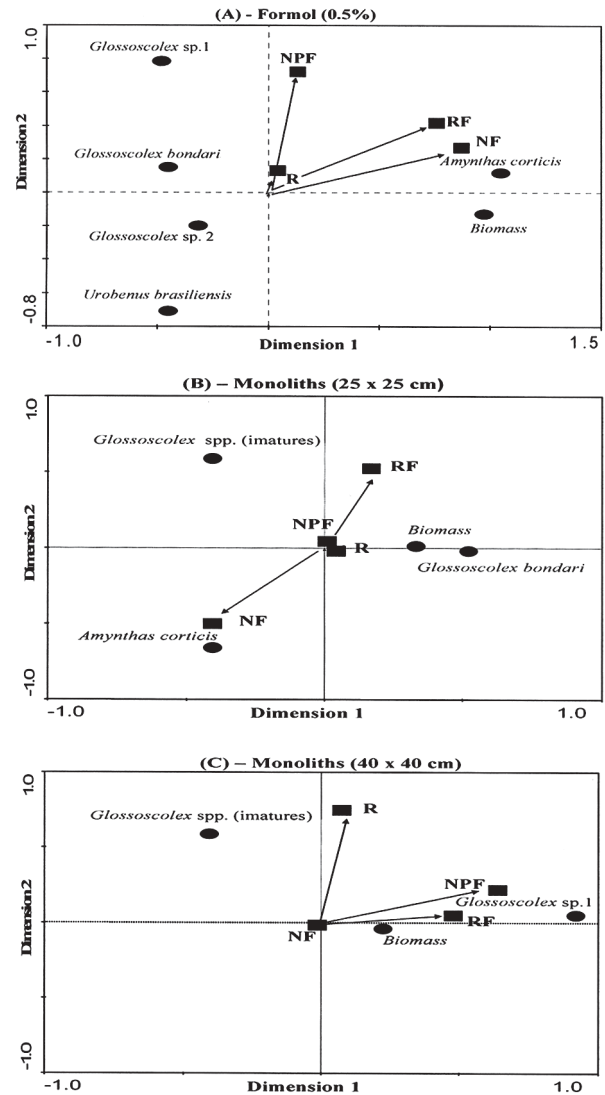 (A) - Formol (0.5%)
1.0
Glossoscolex sp.1
NPF
Dimension 2
RF
NF
Glossoscolex bondari
Amynthas corticis
R
Glossoscolex sp. 2
Biomass
Urobenus brasiliensis
-0.8
-1.0
Dimension 1
1.5
(B) – Monoliths (25 x 25 cm)
1.0
Glossoscolex spp. (imatures)
RF
NPF
Biomass
Dimension 2
R
Glossoscolex bondari
NF
Amynthas corticis
-1.0
-1.0
Dimension 1
1.0
(C) – Monoliths (40 x 40 cm)
1.0
Glossoscolex spp. (imatures)
R
NPF
Dimension 2
Glossoscolex sp.1
RF
NF
Biomass
-1.0
-1.0
Dimension 1
1.0